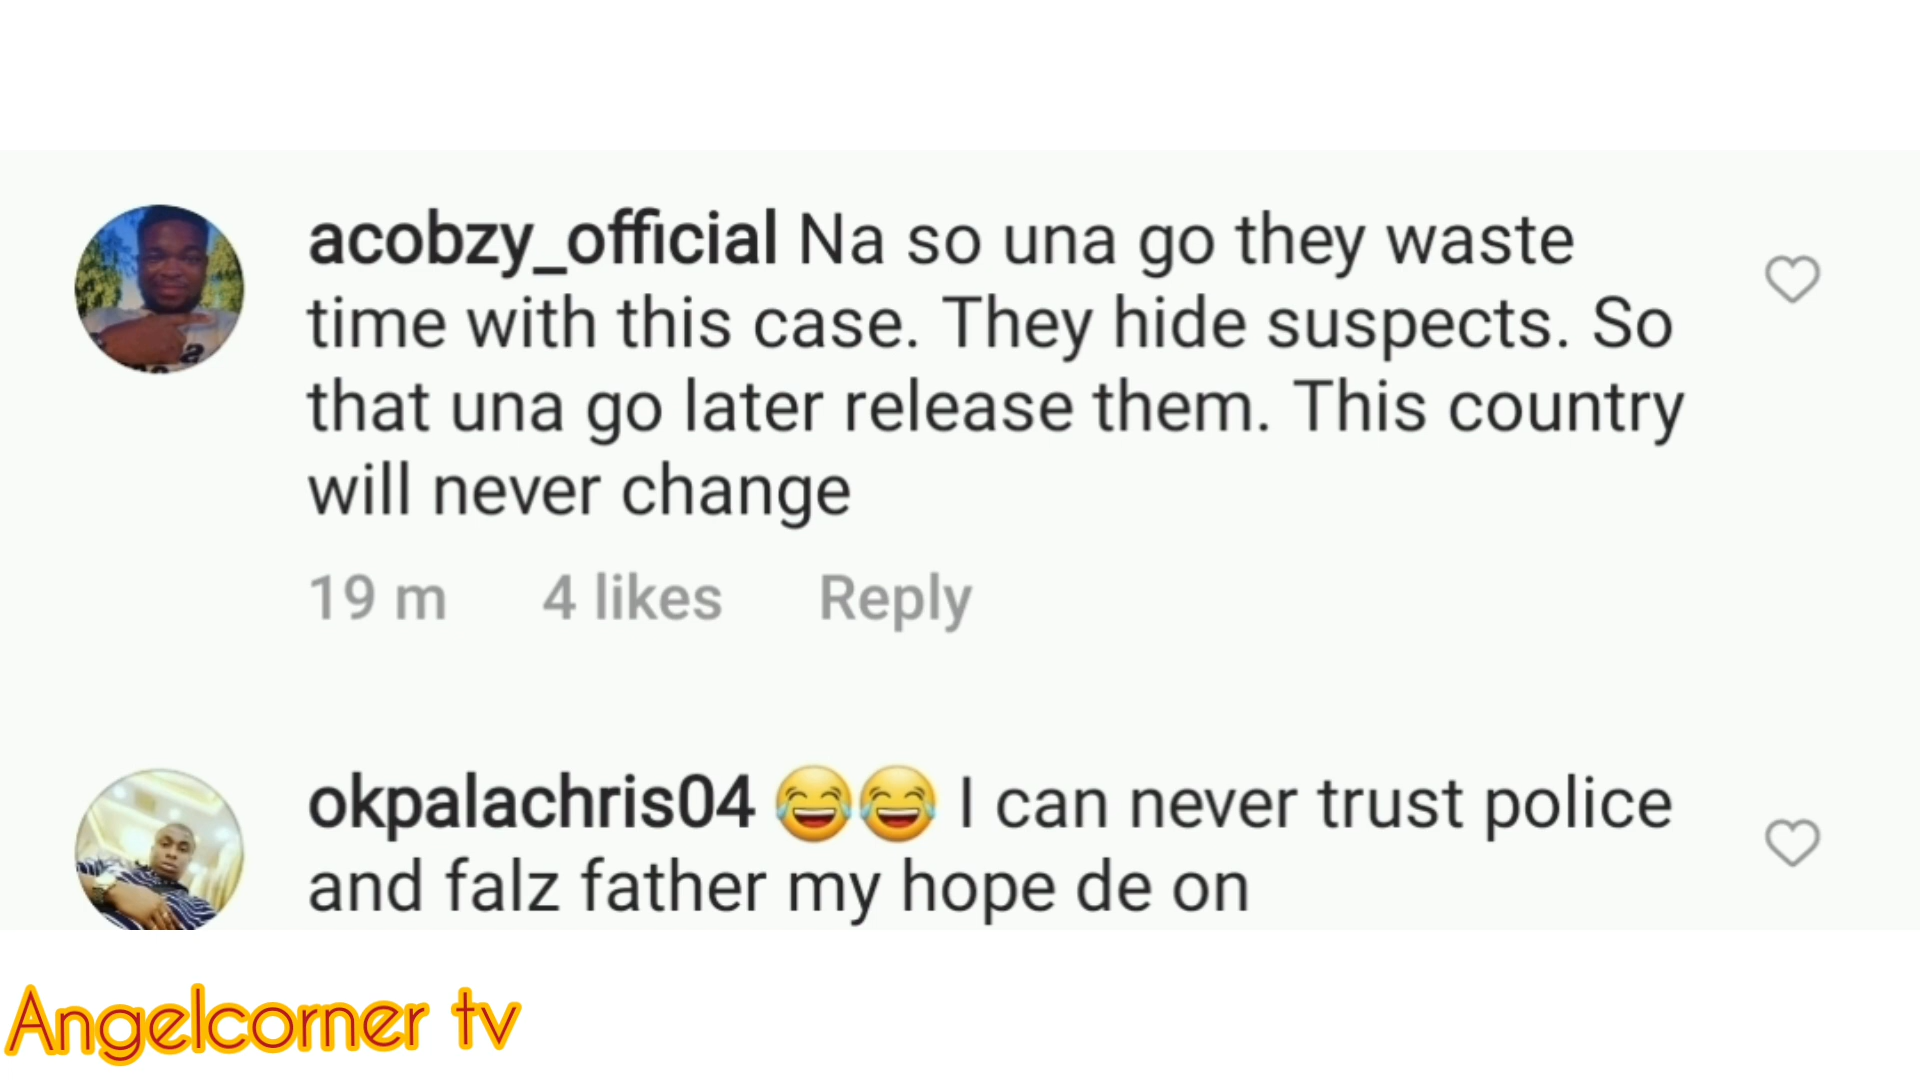 acobzy_official Na so una go they waste
time with this case. They hide suspects. So
that una go later release them. This country
will never change
19 m 4 likes Reply
okpalachris04 😂😂 I can never trust police
and falz father my hope de on
Angelcorner tv